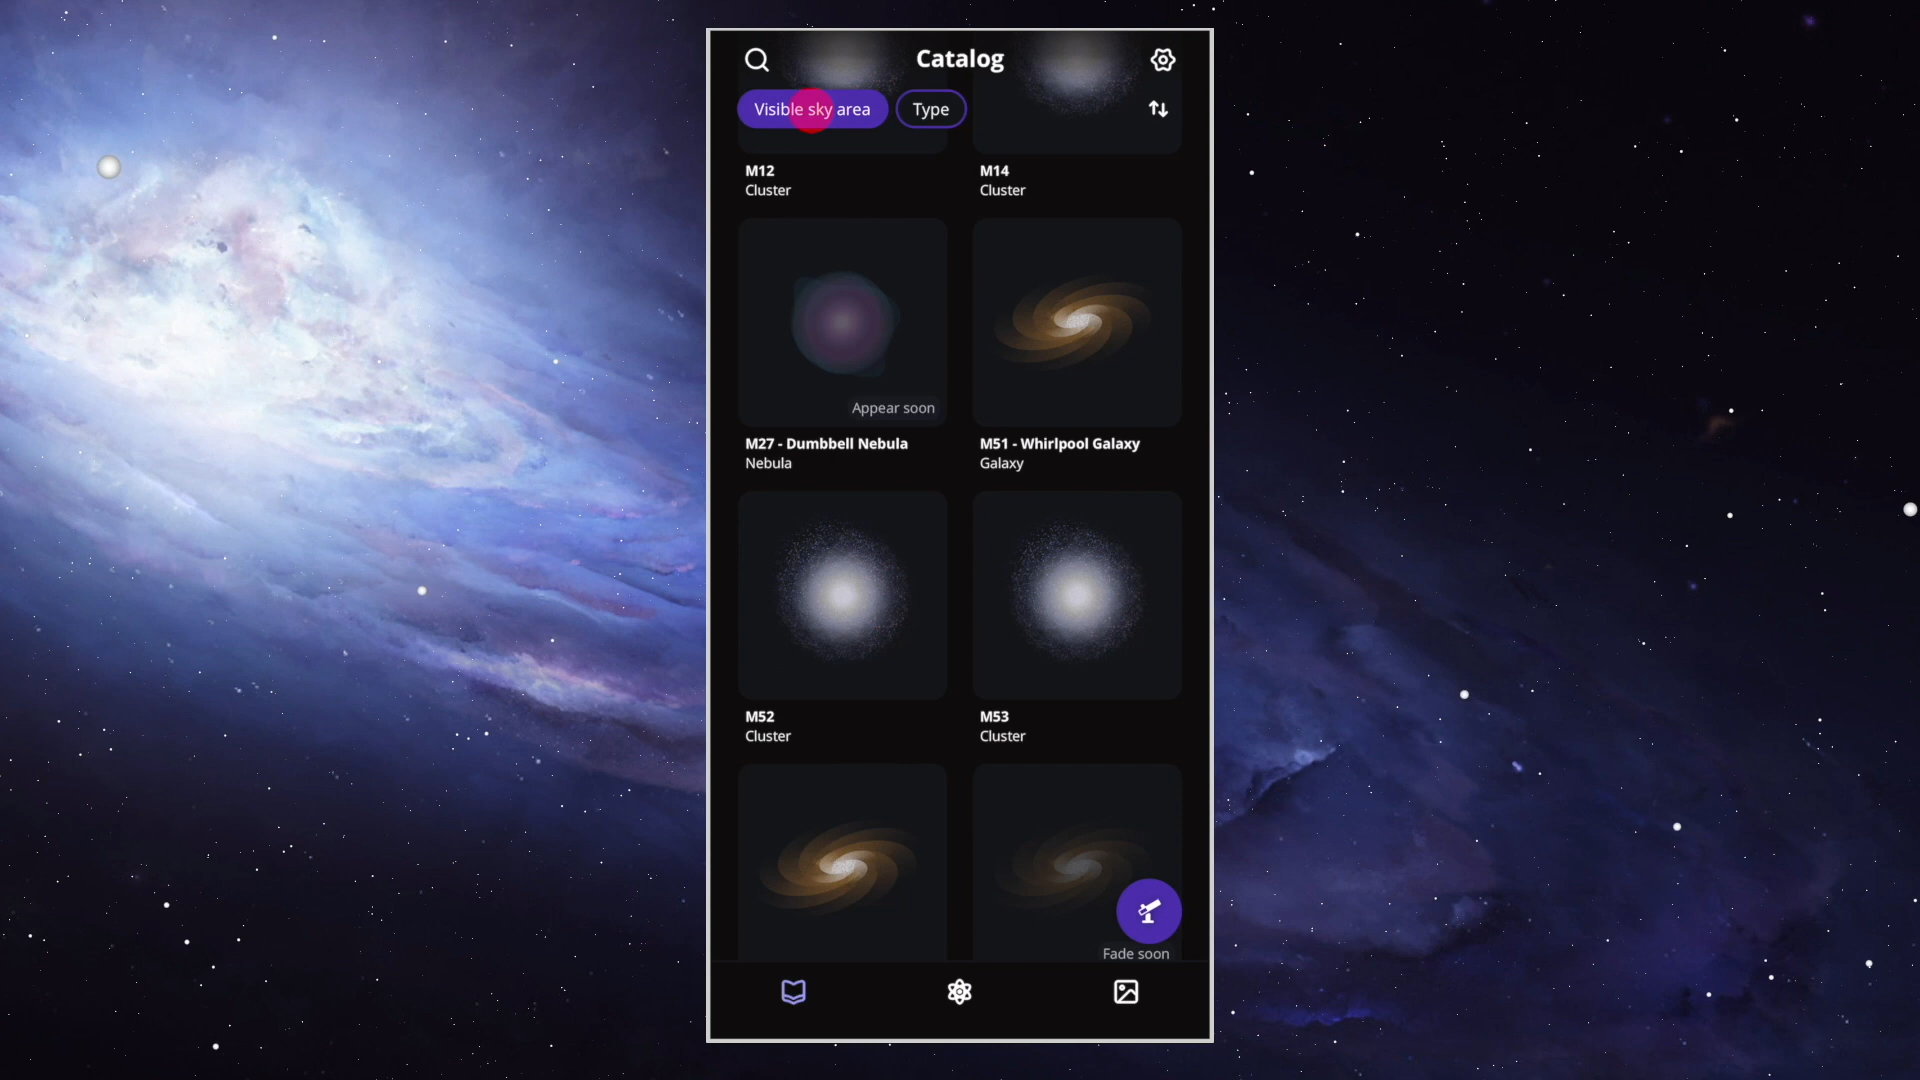 Catalog
Visible sky area
Type
M12
Cluster
M14
Cluster
Appear soon
M27 - Dumbbell Nebula
Nebula
M51 - Whirlpool Galaxy
Galaxy
M52
Cluster
M53
Cluster
Fade soon